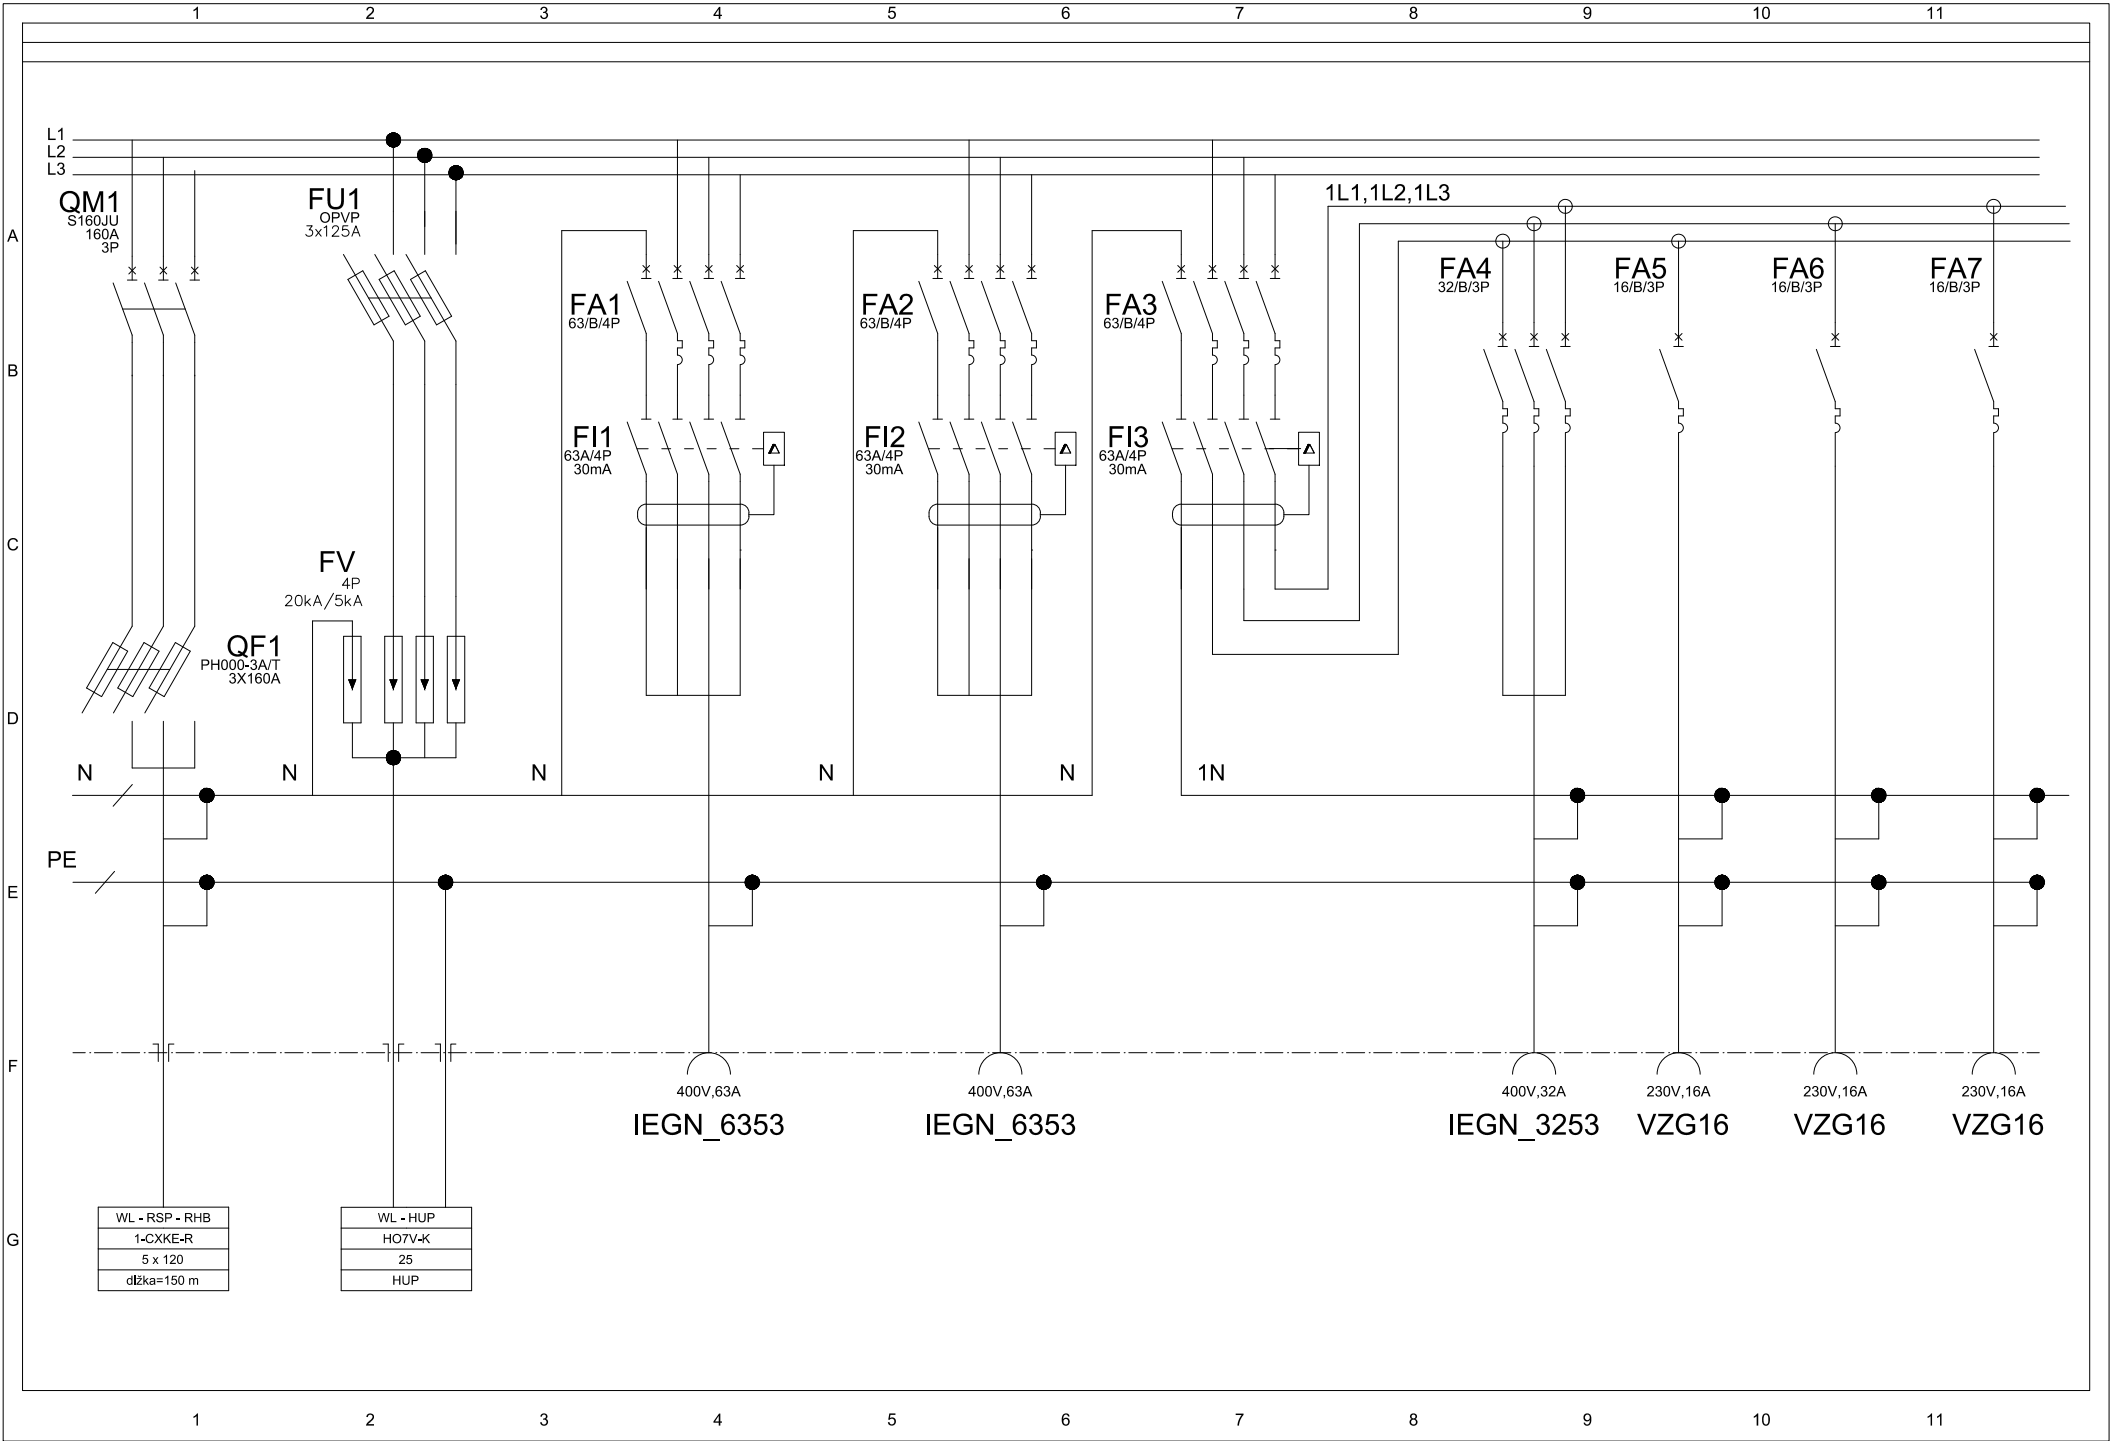 1 2 3 4 5 6 7 8 9 10 11
L1
L2
L3
QM1
S160JU
160A
3P
FU1
OPVP
3x125A
1L1,1L2,1L3
A
FA1
63/B/4P
FA2
63/B/4P
FA3
63/B/4P
FA4
32/B/3P
FA5
16/B/3P
FA6
16/B/3P
FA7
16/B/3P
B
FI1
63A/4P
30mA
FI2
63A/4P
30mA
FI3
63A/4P
30mA
C
FV
4P
20kA/5kA
QF1
PH000-3A/T
3X160A
D
N N N N N 1N
PE
E
F
400V,63A
IEGN_6353
400V,63A
IEGN_6353
400V,32A
IEGN_3253
230V,16A
VZG16
230V,16A
VZG16
230V,16A
VZG16
G
WL - RSP - RHB
1-CXKE-R
5 x 120
dĺžka=150 m
WL - HUP
HO7V-K
25
HUP
1 2 3 4 5 6 7 8 9 10 11